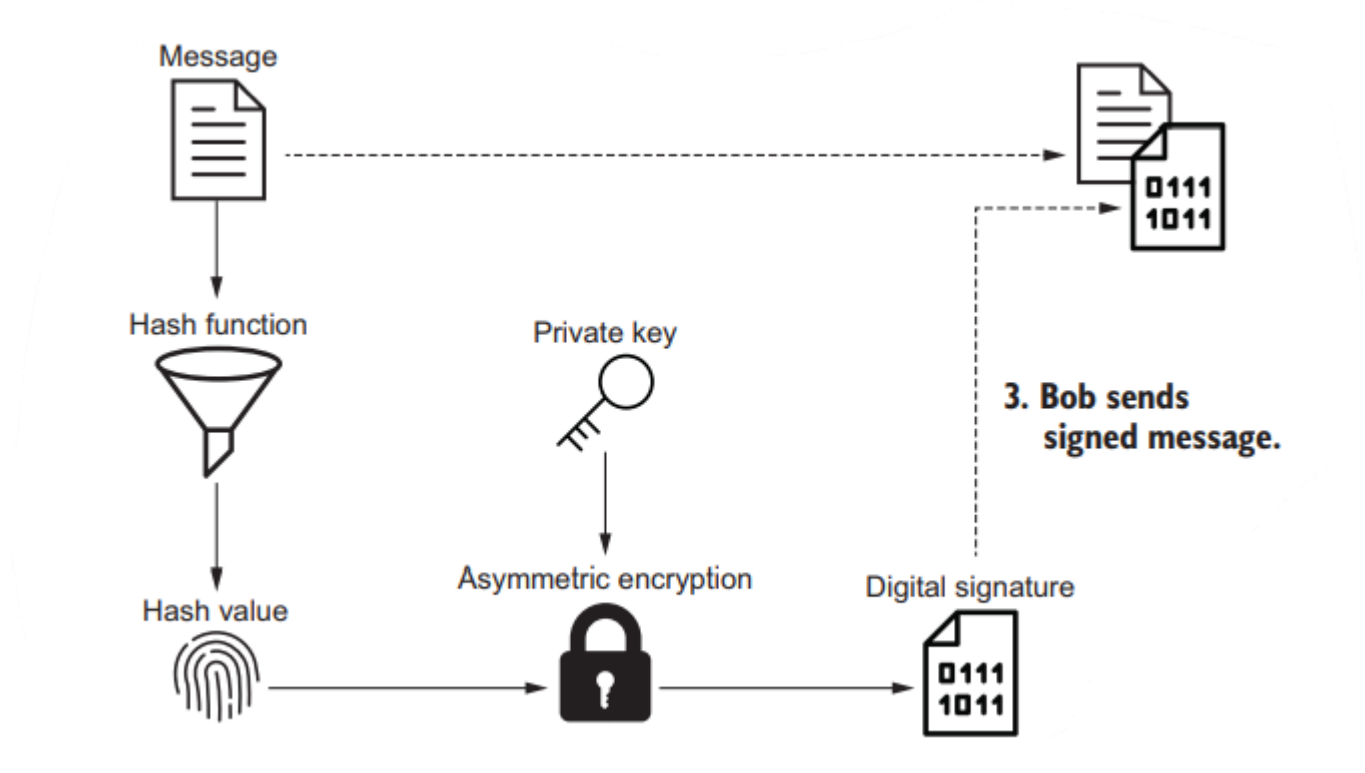 Message
0111
1011
Hash function
Private key
3. Bob sends
signed message.
Asymmetric encryption
Digital signature
Hash value
0111
1011